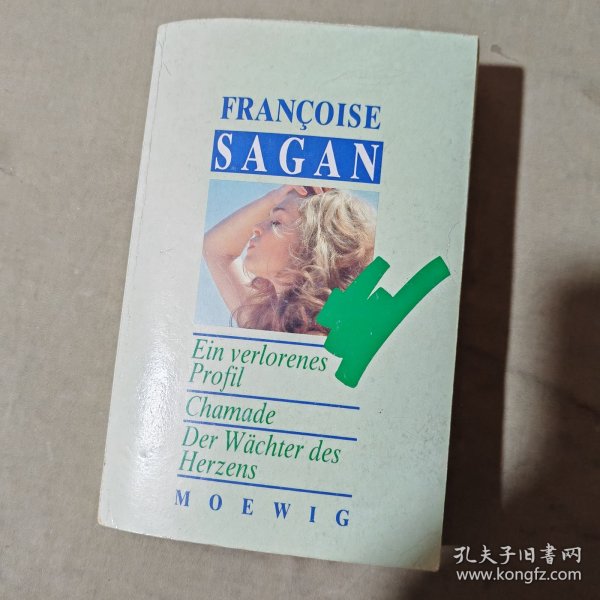 FRANÇOISE
SAGAN
Ein verlorenes
Profil
Chamade
Der Wächter des
Herzens
MOEWIG
孔夫子旧书网
www.kongfz.com